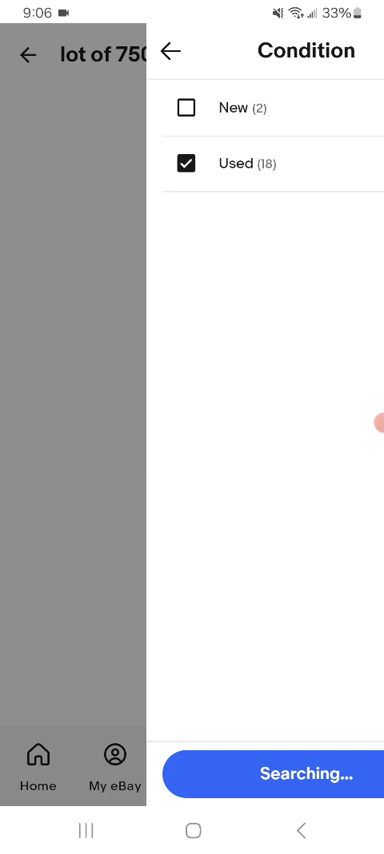 9:06
33%
lot of 750
Condition
New (2)
Used (18)
Searching...
Home
My eBay